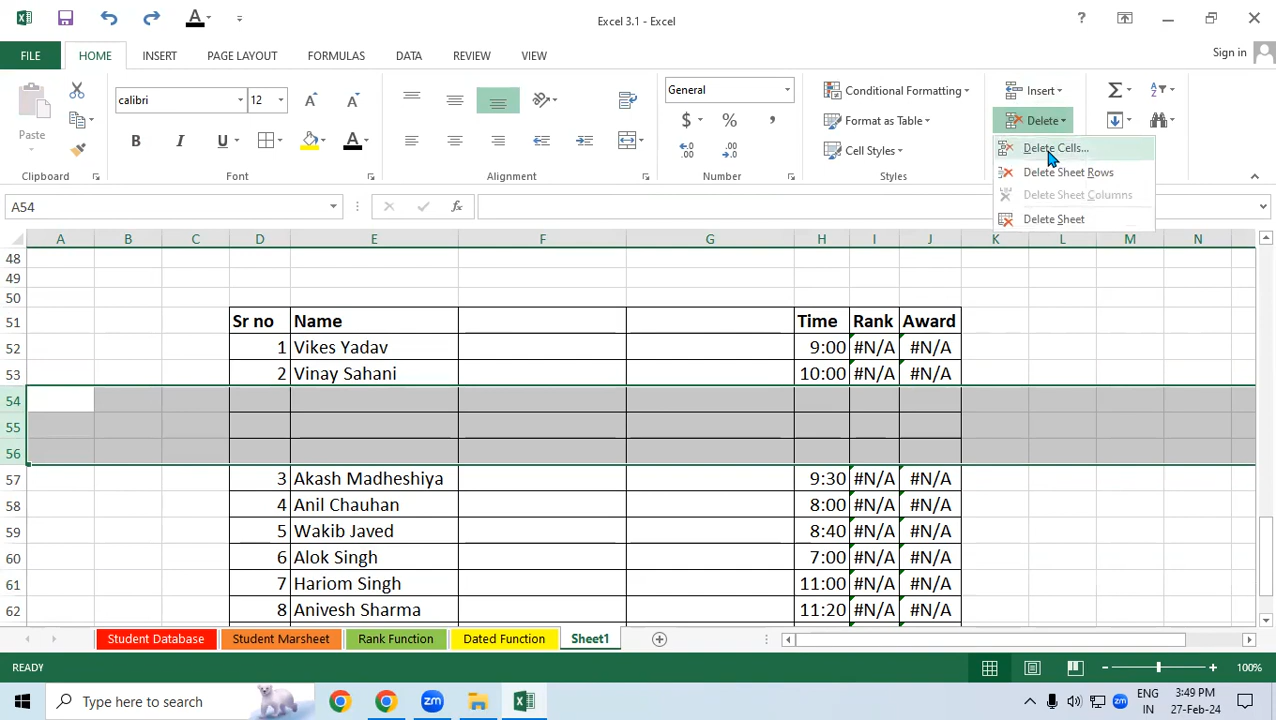 Excel 3.1 - Excel
?
FILE HOME INSERT PAGE LAYOUT FORMULAS DATA REVIEW VIEW Sign in
Paste
calibri 12 A A
B I U
General
$ % ,
Conditional Formatting
Format as Table
Cell Styles
Insert
Delete
Delete Cells...
Delete Sheet Rows
Delete Sheet Columns
Delete Sheet
Clipboard Font Alignment Number Styles
A54 fx
A B C D E F G H I J K L M N
48
49
50
51 Sr no Name Time Rank Award
52 1 Vikes Yadav 9:00 #N/A #N/A
53 2 Vinay Sahani 10:00 #N/A #N/A
54
55
56
57 3 Akash Madheshiya 9:30 #N/A #N/A
58 4 Anil Chauhan 8:00 #N/A #N/A
59 5 Wakib Javed 8:40 #N/A #N/A
60 6 Alok Singh 7:00 #N/A #N/A
61 7 Hariom Singh 11:00 #N/A #N/A
62 8 Anivesh Sharma 11:20 #N/A #N/A
Student Database Student Marsheet Rank Function Dated Function Sheet1
READY 100%
Type here to search zm zm ENG 3:49 PM
IN 27-Feb-24